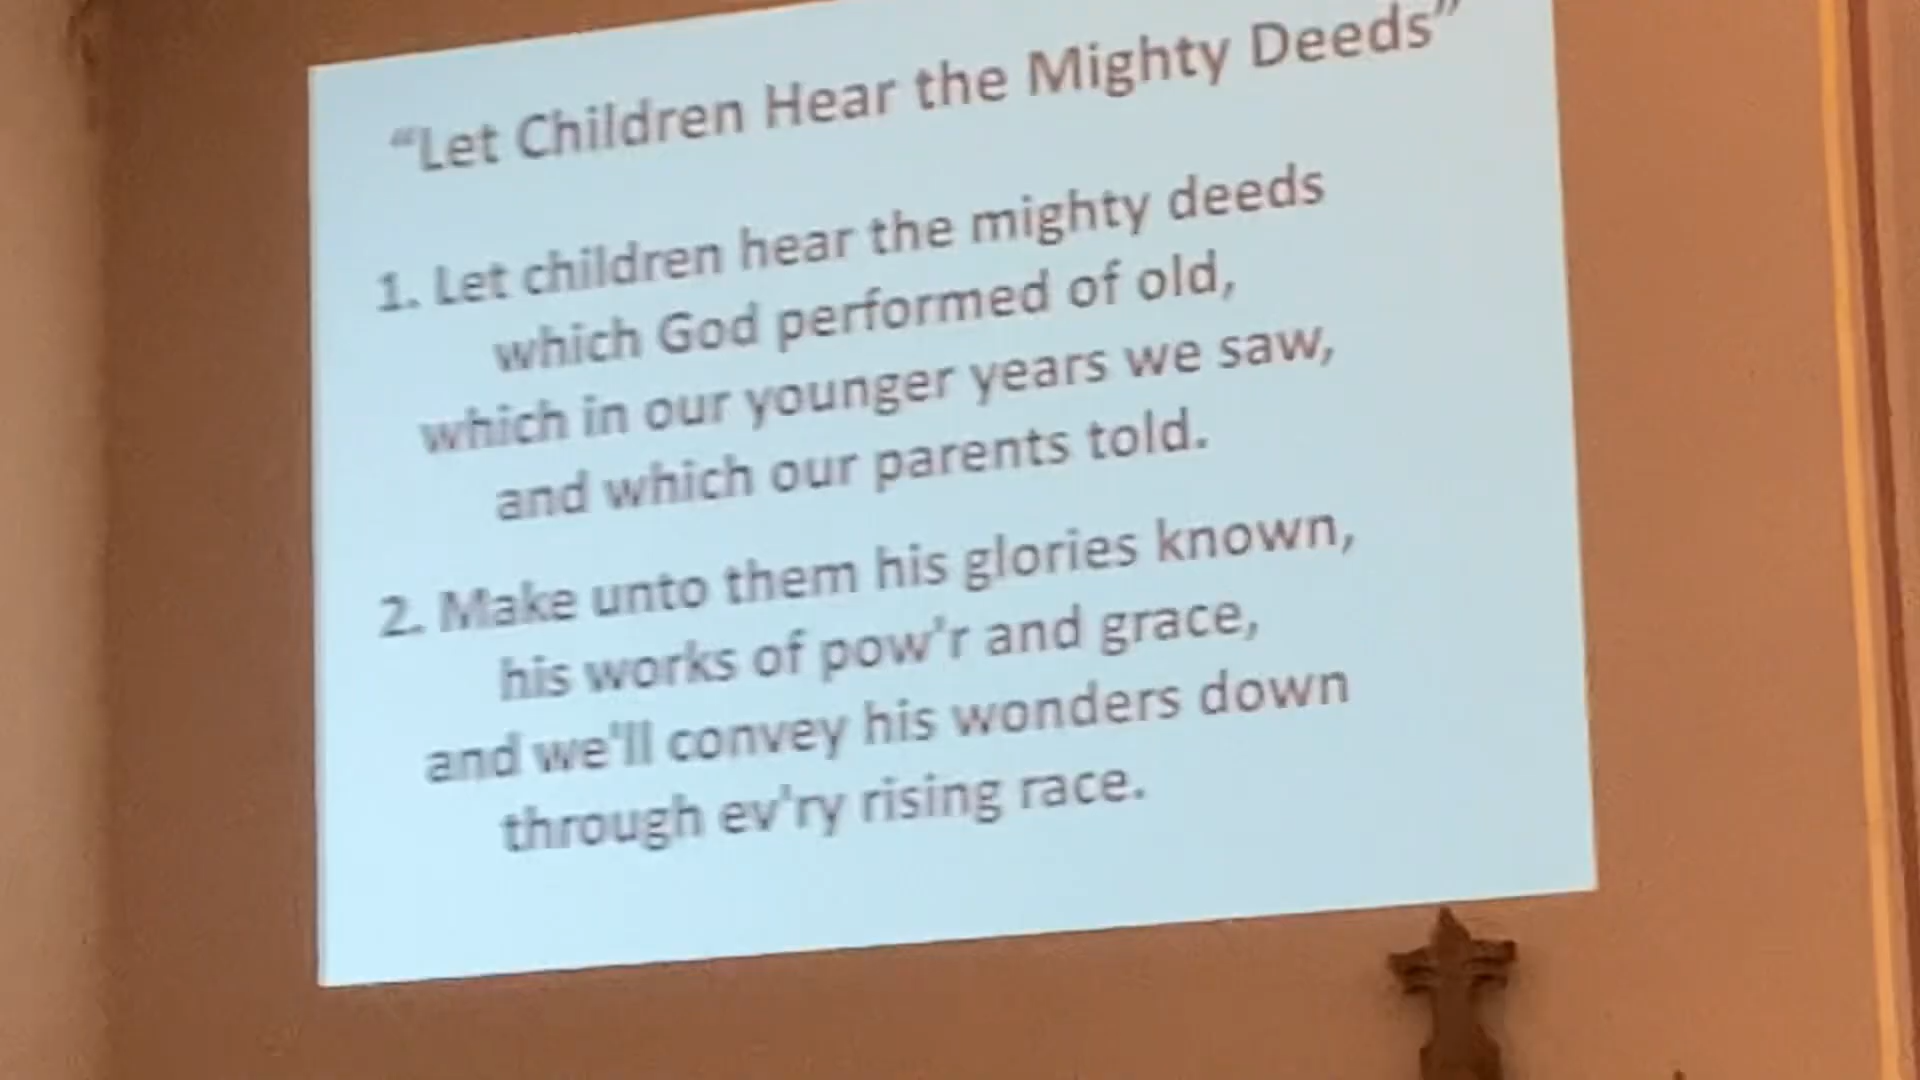 “Let Children Hear the Mighty Deeds”
1. Let children hear the mighty deeds
which God performed of old,
which in our younger years we saw,
and which our parents told.
2. Make unto them his glories known,
his works of pow'r and grace,
and we'll convey his wonders down
through ev'ry rising race.